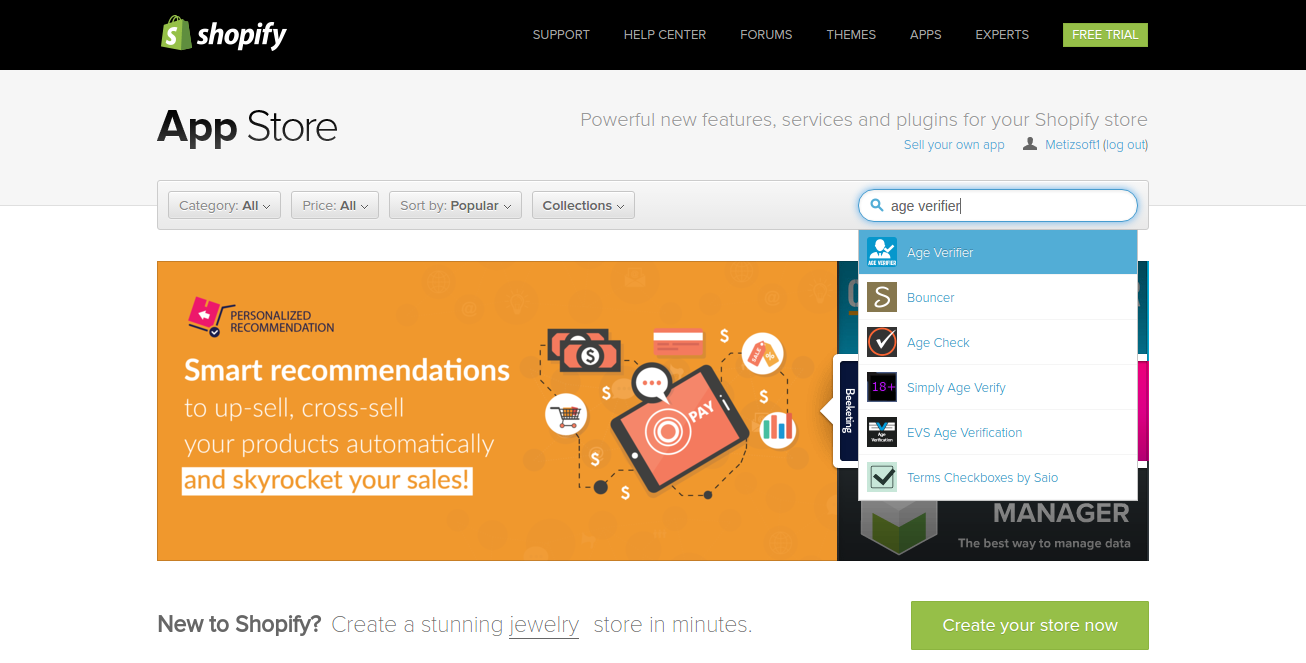 shopify
SUPPORT
HELP CENTER
FORUMS
THEMES
APPS
EXPERTS
FREE TRIAL
App Store
Powerful new features, services and plugins for your Shopify store
Sell your own app
Metizsoft1 (log out)
Category: All
Price: All
Sort by: Popular
Collections
age verifier
AGE VERIFIER
Age Verifier
Bouncer
Age Check
18+
Simply Age Verify
Age
Verification
EVS Age Verification
Terms Checkboxes by Saio
PERSONALIZED
RECOMMENDATION
Smart recommendations
to up-sell, cross-sell
your products automatically
and skyrocket your sales!
SALE
PAY
Beeketing
MANAGER
The best way to manage data
New to Shopify? Create a stunning jewelry store in minutes.
Create your store now